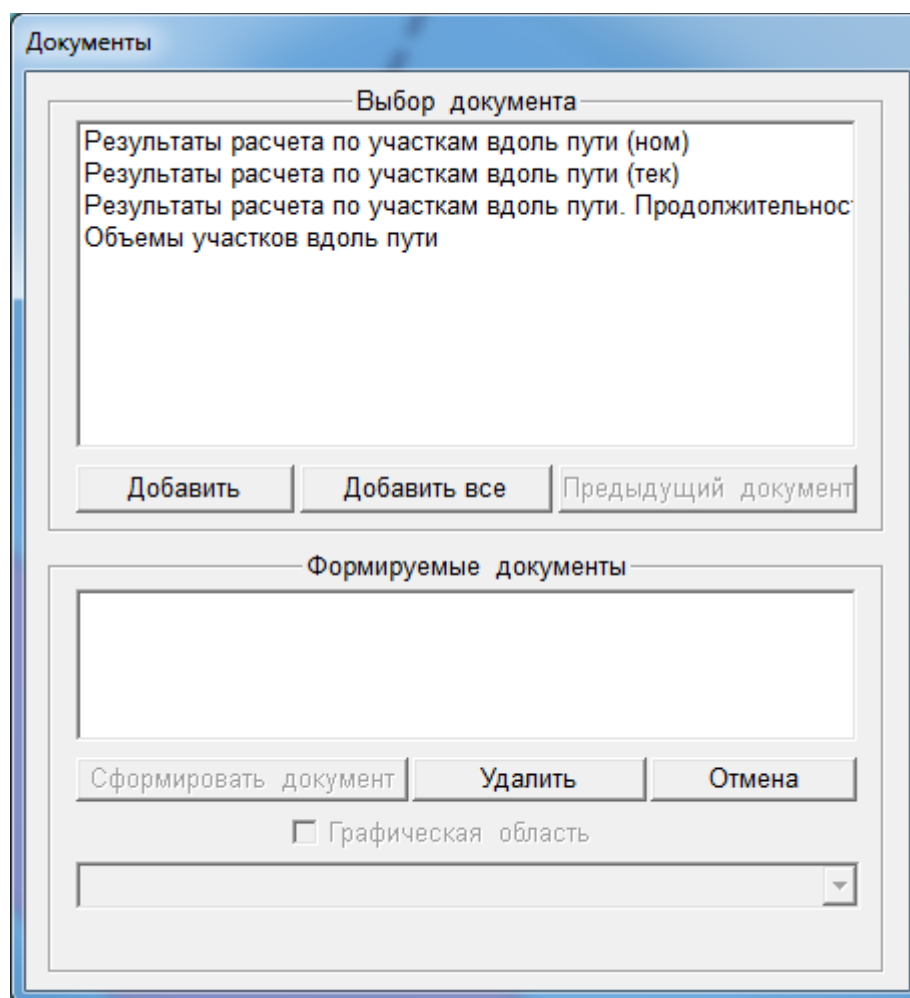 Документы
Выбор документа
Результаты расчета по участкам вдоль пути (ном)
Результаты расчета по участкам вдоль пути (тек)
Результаты расчета по участкам вдоль пути. Продолжительнос
Объемы участков вдоль пути
Добавить Добавить все Предыдущий документ
Формируемые документы
Сформировать документ Удалить Отмена
Графическая область